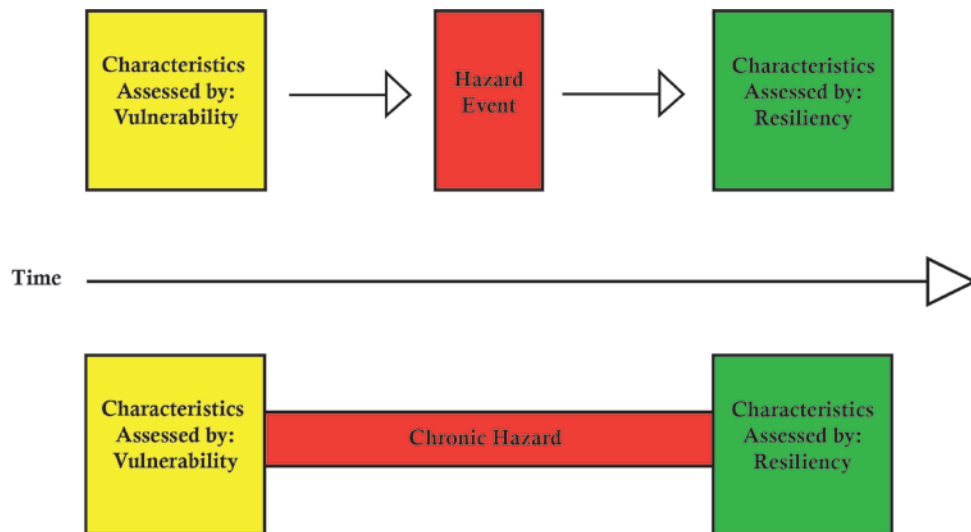 Characteristics
Assessed by:
Vulnerability
Hazard
Event
Characteristics
Assessed by:
Resiliency
Time
Characteristics
Assessed by:
Vulnerability
Chronic Hazard
Characteristics
Assessed by:
Resiliency